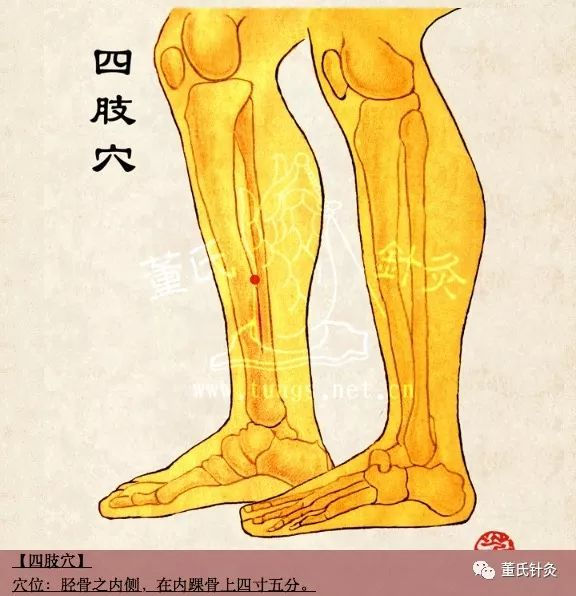 四肢穴
董氏 針灸
www.tungs.net.cn
【四肢穴】
穴位：胫骨之内侧，在内踝骨上四寸五分。
董氏针灸